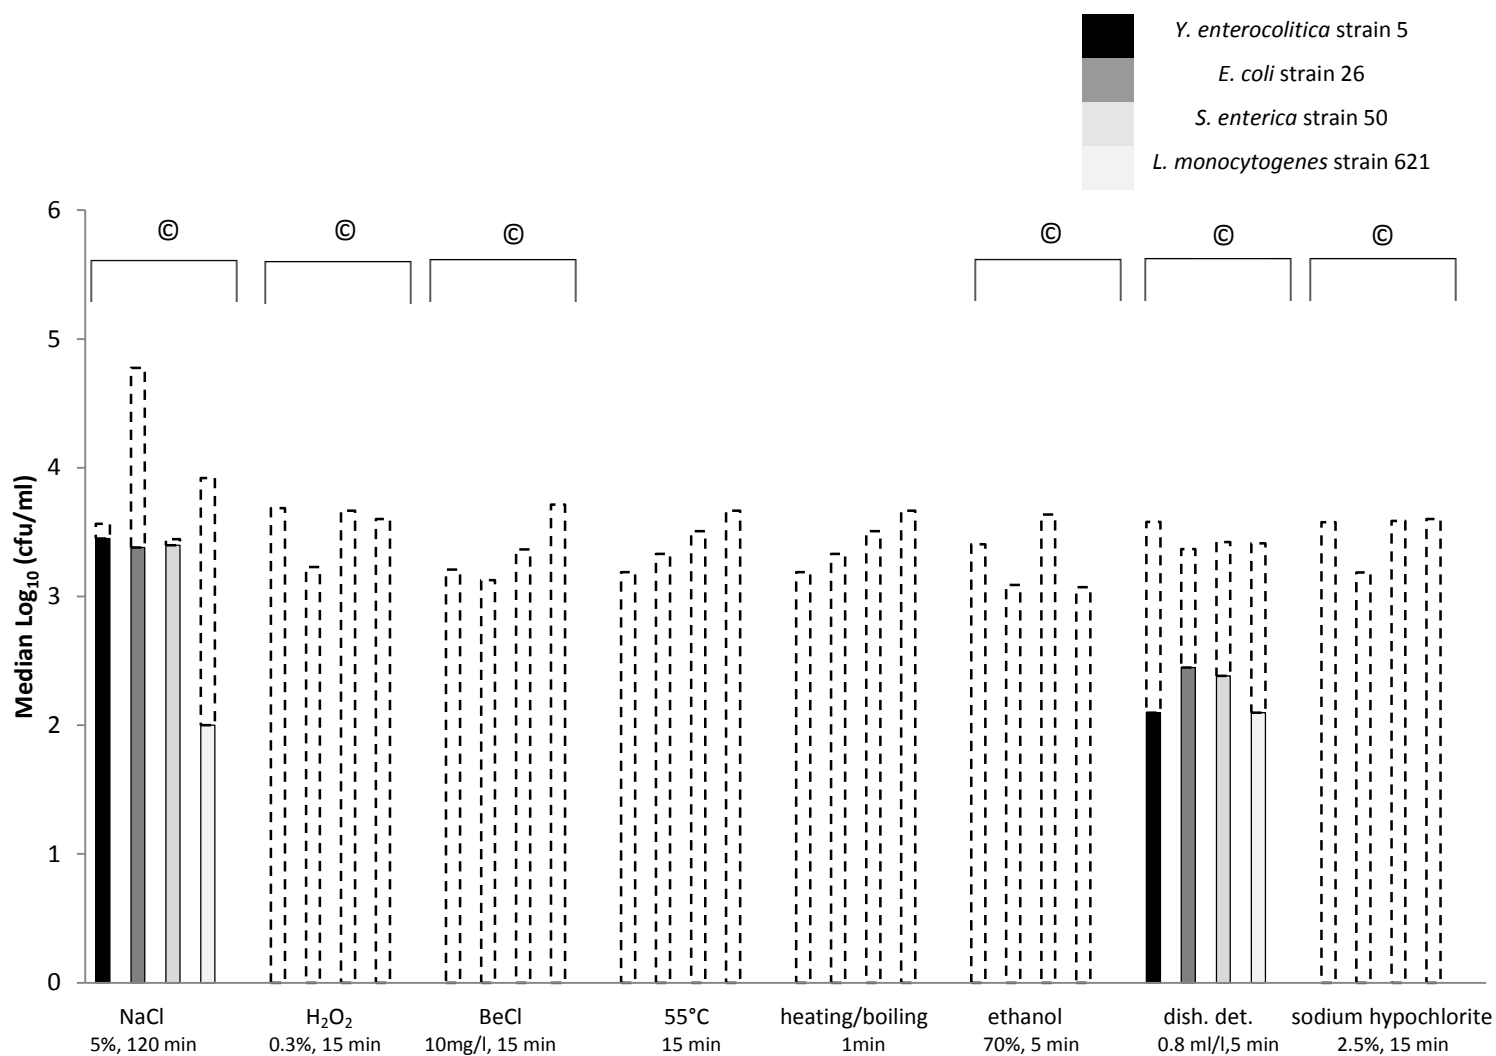 Y. enterocolitica strain 5
E. coli strain 26
S. enterica strain 50
L. monocytogenes strain 621
6
5
4
3
2
1
0
Median Log₁₀ (cfu/ml)
© © © © © ©
NaCl H₂O₂ BeCl 55°C heating/boiling ethanol dish. det. sodium hypochlorite
5%, 120 min 0.3%, 15 min 10mg/l, 15 min 15 min 1min 70%, 5 min 0.8 ml/l,5 min 2.5%, 15 min